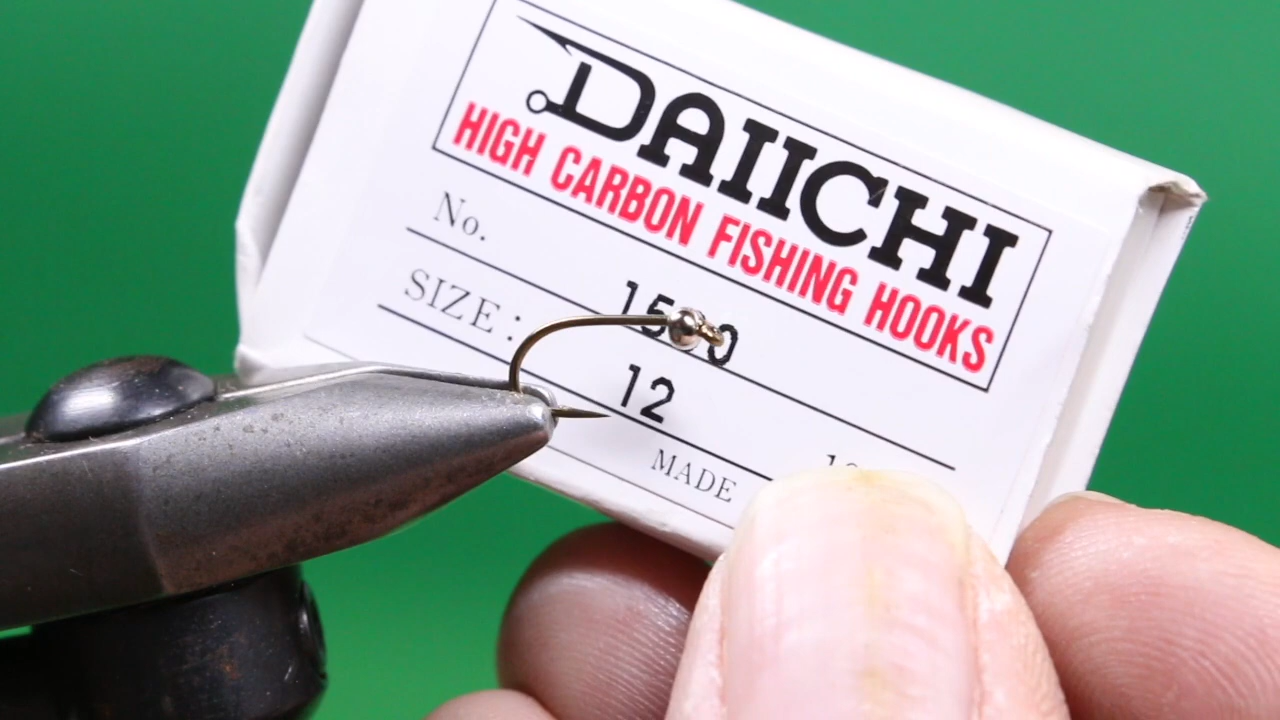 DAIICHI
HIGH CARBON FISHING HOOKS
No.
SIZE: 12
MADE